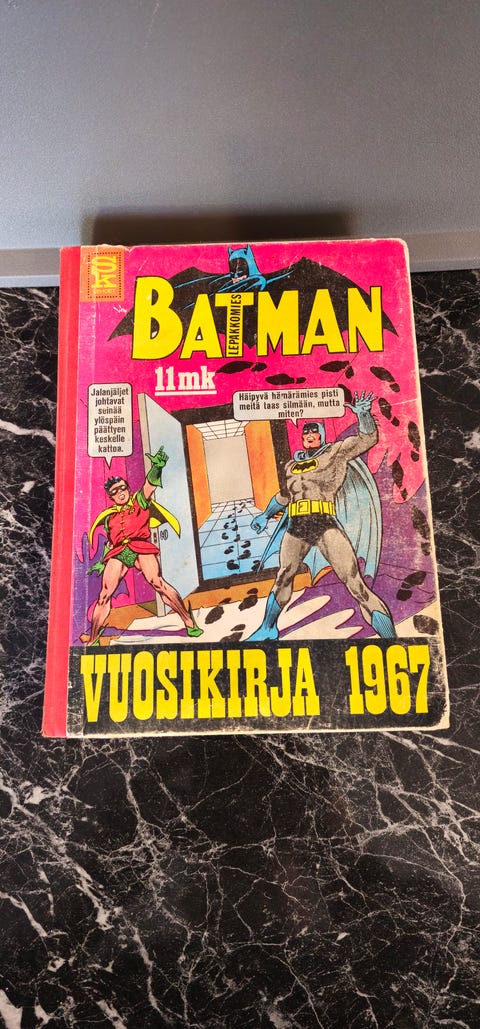 BATMAN
LEPAKKOMIES
11mk
Jalanjäljet
johtavat
seinää
ylöspäin
päättyen
keskelle
kattoa.
Häipyvä hämärämies pisti
meitä taas silmään, mutta
miten?
VUOSIKIRJA 1967